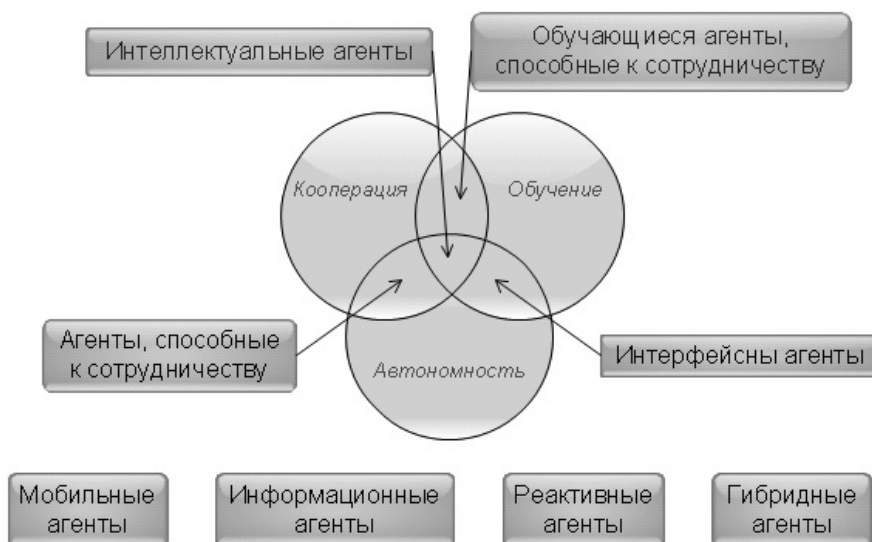 Интеллектуальные агенты
Обучающиеся агенты,
способные к сотрудничеству
Кооперация
Обучение
Агенты, способные
к сотрудничеству
Интерфейсны агенты
Автономность
Мобильные
агенты
Информационные
агенты
Реактивные
агенты
Гибридные
агенты